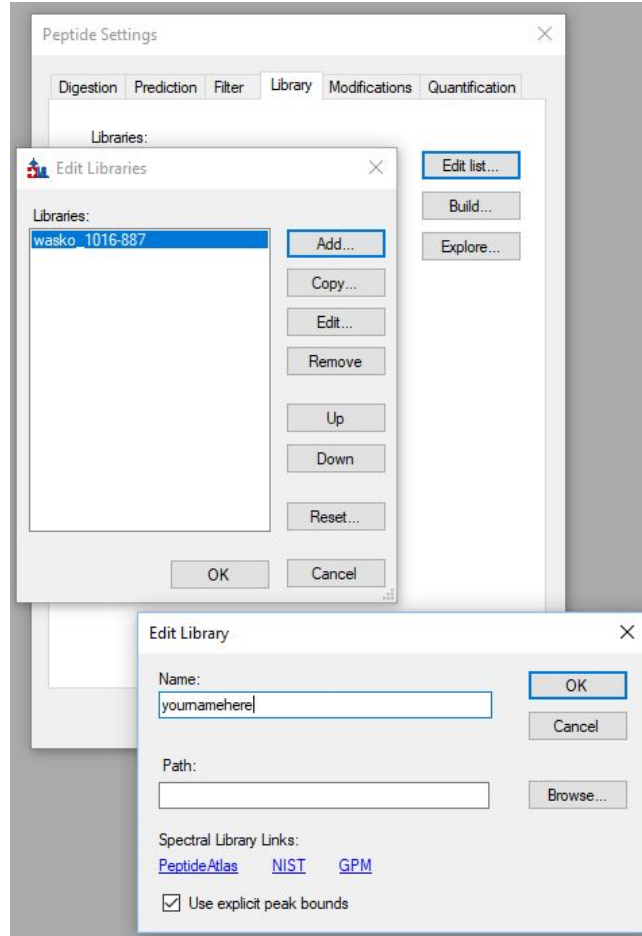 Peptide Settings
Digestion Prediction Filter Library Modifications Quantification
Libraries:
Edit list...
Build...
Explore...
Edit Libraries
Libraries:
wasko_1016-887
Add...
Copy...
Edit...
Remove
Up
Down
Reset...
OK Cancel
Edit Library
Name:
yournamehere
OK
Cancel
Path:
Browse...
Spectral Library Links:
PeptideAtlas NIST GPM
Use explicit peak bounds